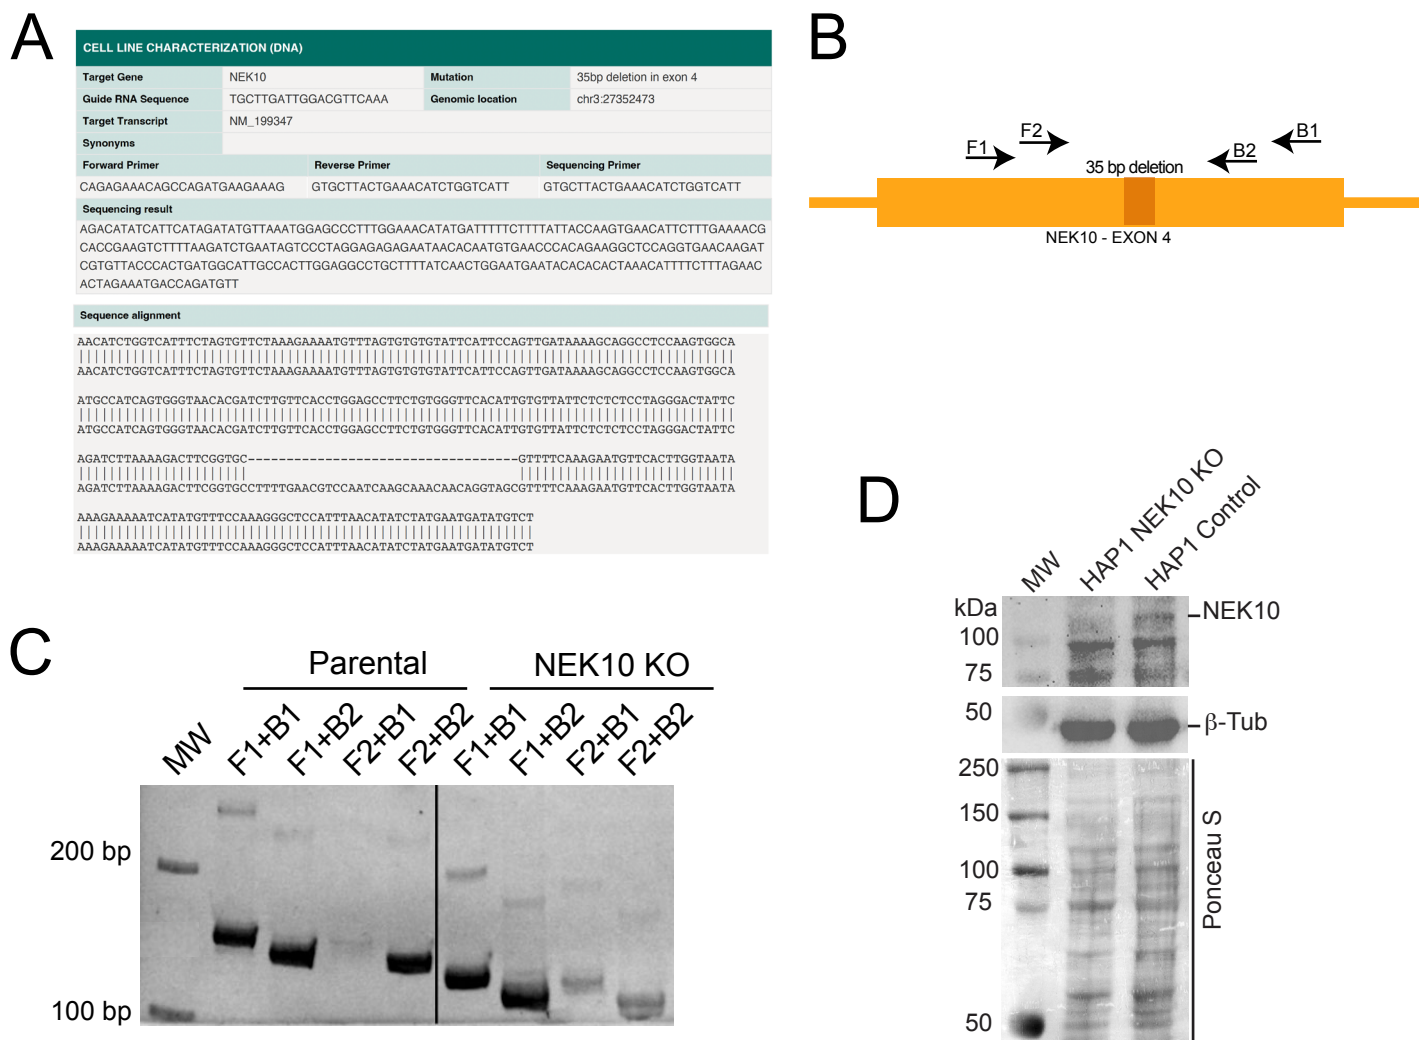 A
CELL LINE CHARACTERIZATION (DNA)
Target Gene NEK10 Mutation 35bp deletion in exon 4
Guide RNA Sequence TGCTTGATTGGACGTTCAAA Genomic location chr3:27352473
Target Transcript NM_199347
Synonyms
Forward Primer Reverse Primer Sequencing Primer
CAGAGAAACAGCCAGATGAAGAAAG GTGCTTACTGAAACATCTGGTCATT GTGCTTACTGAAACATCTGGTCATT
Sequencing result
AGACATATCATTCATAGATATGTTAAATGGAGCCCTTTGGAAACATATGATTTTTCTTTTATTACCAAGTGAACATTCTTTGAAAACG
CACCGAAGTCTTTTAAGATCTGAATAGTCCCTAGGAGAGAGAATAACACAATGTGAACCCACAGAAGGCTCCAGGTGAACAAGAT
CGTGTTACCCACTGATGGCATTGCCACTTGGAGGCCTGCTTTTATCAACTGGAATGAATACACACACTAAACATTTTCTTTAGAAC
ACTAGAAATGACCAGATGTT
Sequence alignment
AACATCTGGTCATTTCTAGTGTTCTAAAGAAAATGTTTAGTGTGTGTATTCATTCCAGTTGATAAAAGCAGGCCTCCAAGTGGCA
AACATCTGGTCATTTCTAGTGTTCTAAAGAAAATGTTTAGTGTGTGTATTCATTCCAGTTGATAAAAGCAGGCCTCCAAGTGGCA
ATGCCATCAGTGGGTAACACGATCTTGTTCACCTGGAGCCTTCTGTGGGTTCACATTGTGTTATTCTCTCTCCTAGGGACTATTC
ATGCCATCAGTGGGTAACACGATCTTGTTCACCTGGAGCCTTCTGTGGGTTCACATTGTGTTATTCTCTCTCCTAGGGACTATTC
AGATCTTAAAAGACTTCGGTGC-----------------------------------GTTTTCAAAGAATGTTCACTTGGTAATA
AGATCTTAAAAGACTTCGGTGCCTTTTGAACGTCCAATCAAGCAAACAACAGGTAGCGTTTTCAAAGAATGTTCACTTGGTAATA
AAAGAAAAATCATATGTTTCCAAAGGGCTCCATTTAACATATCTATGAATGATATGTCT
AAAGAAAAATCATATGTTTCCAAAGGGCTCCATTTAACATATCTATGAATGATATGTCT
B
F1 F2 B2 B1
35 bp deletion
NEK10 - EXON 4
C
Parental NEK10 KO
MW F1+B1 F1+B2 F2+B1 F2+B2 F1+B1 F1+B2 F2+B1 F2+B2
200 bp
100 bp
D
MW HAP1 NEK10 KO HAP1 Control
kDa
NEK10
100
75
50
β-Tub
250
150
100
75
50
Ponceau S